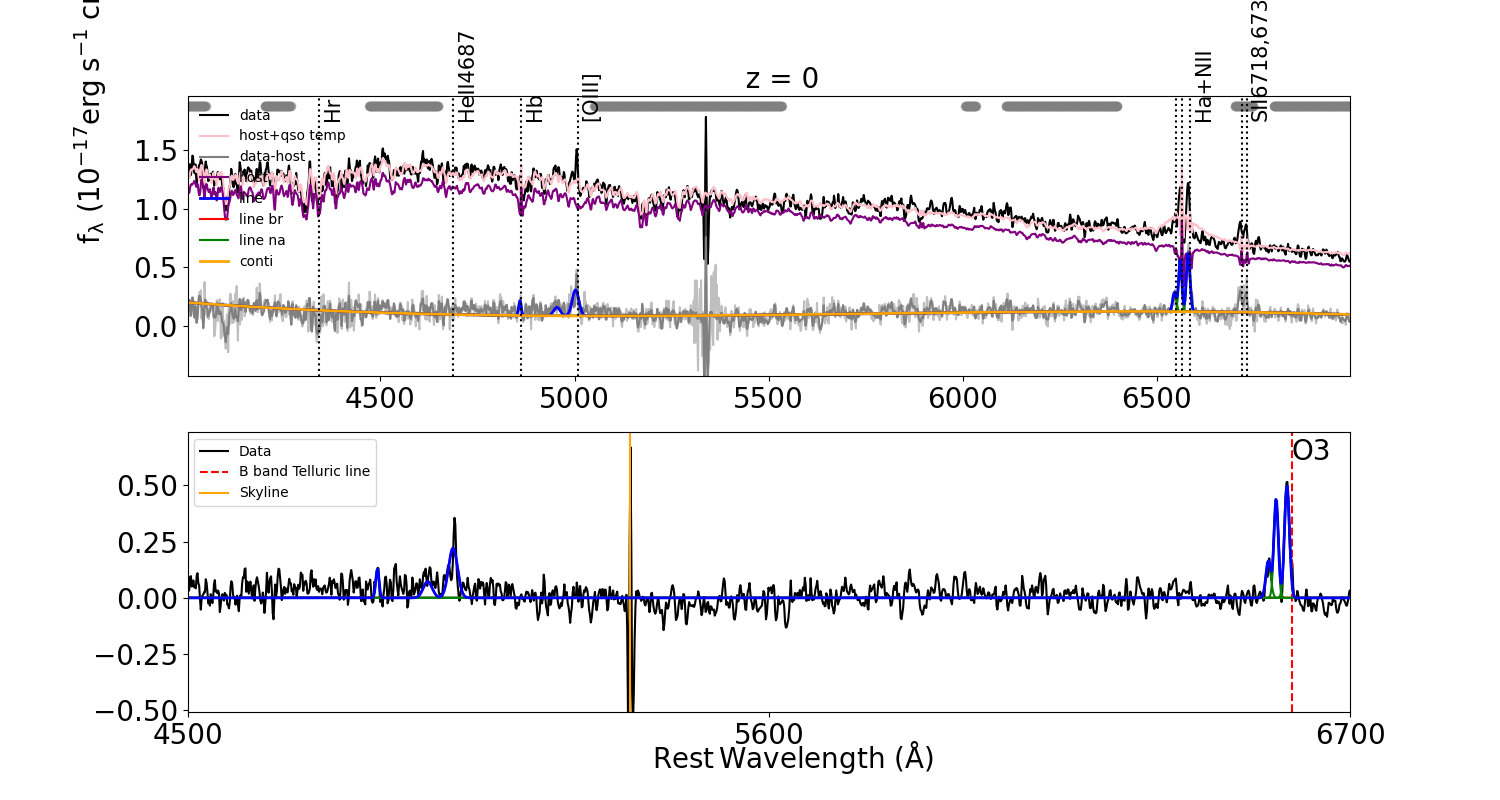 z = 0
fλ (10⁻¹⁷erg s⁻¹
Hr
HeII4687
Hb
[OIII]
Ha+NII
SII6718,673
data
host+qso temp
data-host
host
line
line br
line na
conti
1.5
1.0
0.5
0.0
4500 5000 5500 6000 6500
Data
B band Telluric line
Skyline
O3
0.50
0.25
0.00
−0.25
−0.50
4500 5600 6700
Rest Wavelength (Å)